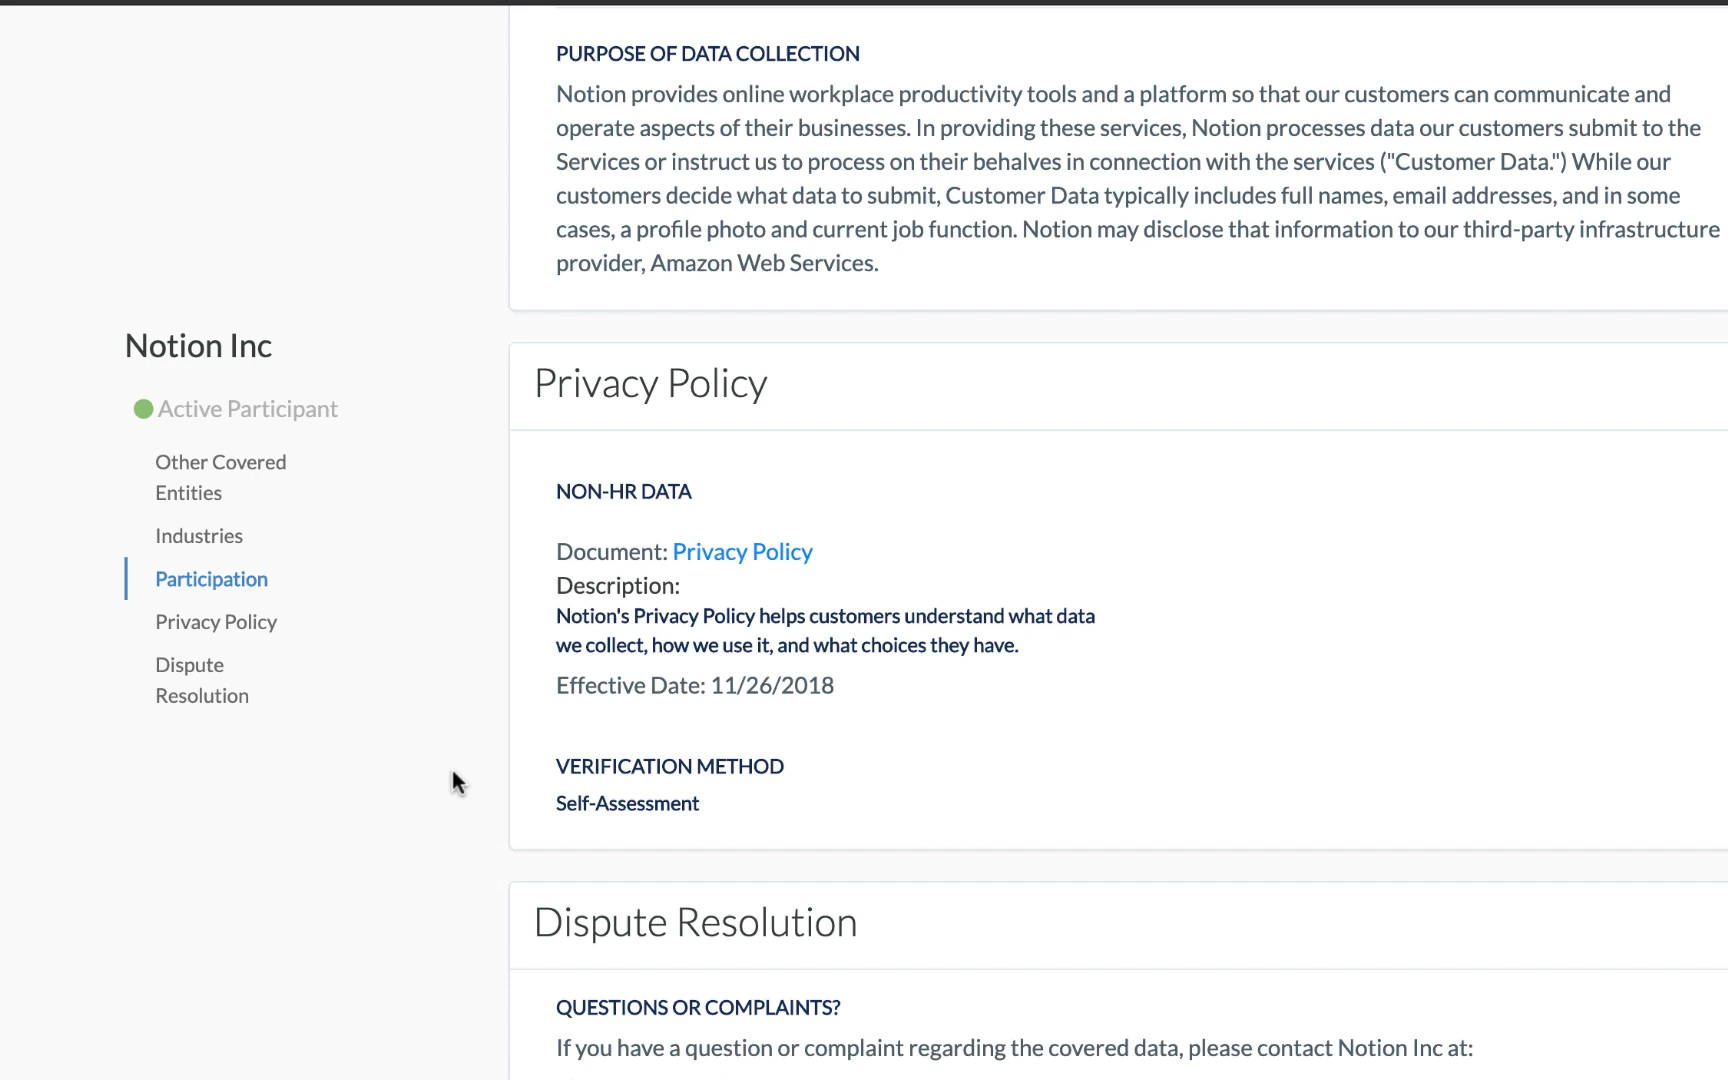 PURPOSE OF DATA COLLECTION
Notion provides online workplace productivity tools and a platform so that our customers can communicate and
operate aspects of their businesses. In providing these services, Notion processes data our customers submit to the
Services or instruct us to process on their behalves in connection with the services ("Customer Data.") While our
customers decide what data to submit, Customer Data typically includes full names, email addresses, and in some
cases, a profile photo and current job function. Notion may disclose that information to our third-party infrastructure
provider, Amazon Web Services.
Notion Inc
Active Participant
Other Covered
Entities
Industries
Participation
Privacy Policy
Dispute
Resolution
Privacy Policy
NON-HR DATA
Document: Privacy Policy
Description:
Notion's Privacy Policy helps customers understand what data
we collect, how we use it, and what choices they have.
Effective Date: 11/26/2018
VERIFICATION METHOD
Self-Assessment
Dispute Resolution
QUESTIONS OR COMPLAINTS?
If you have a question or complaint regarding the covered data, please contact Notion Inc at: